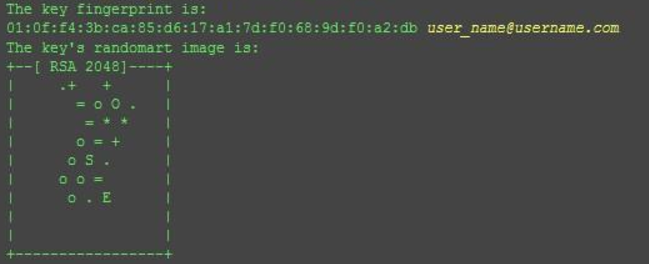 The key fingerprint is:
01:0f:f4:3b:ca:85:d6:17:a1:7d:f0:68:9d:f0:a2:db user_name@username.com
The key's randomart image is:
+--[ RSA 2048]----+
|     .+   +      |
|       = o O .   |
|        = * *    |
|       o = +     |
|      o S .      |
|     o o =       |
|      o . E      |
|                 |
|                 |
+-----------------+